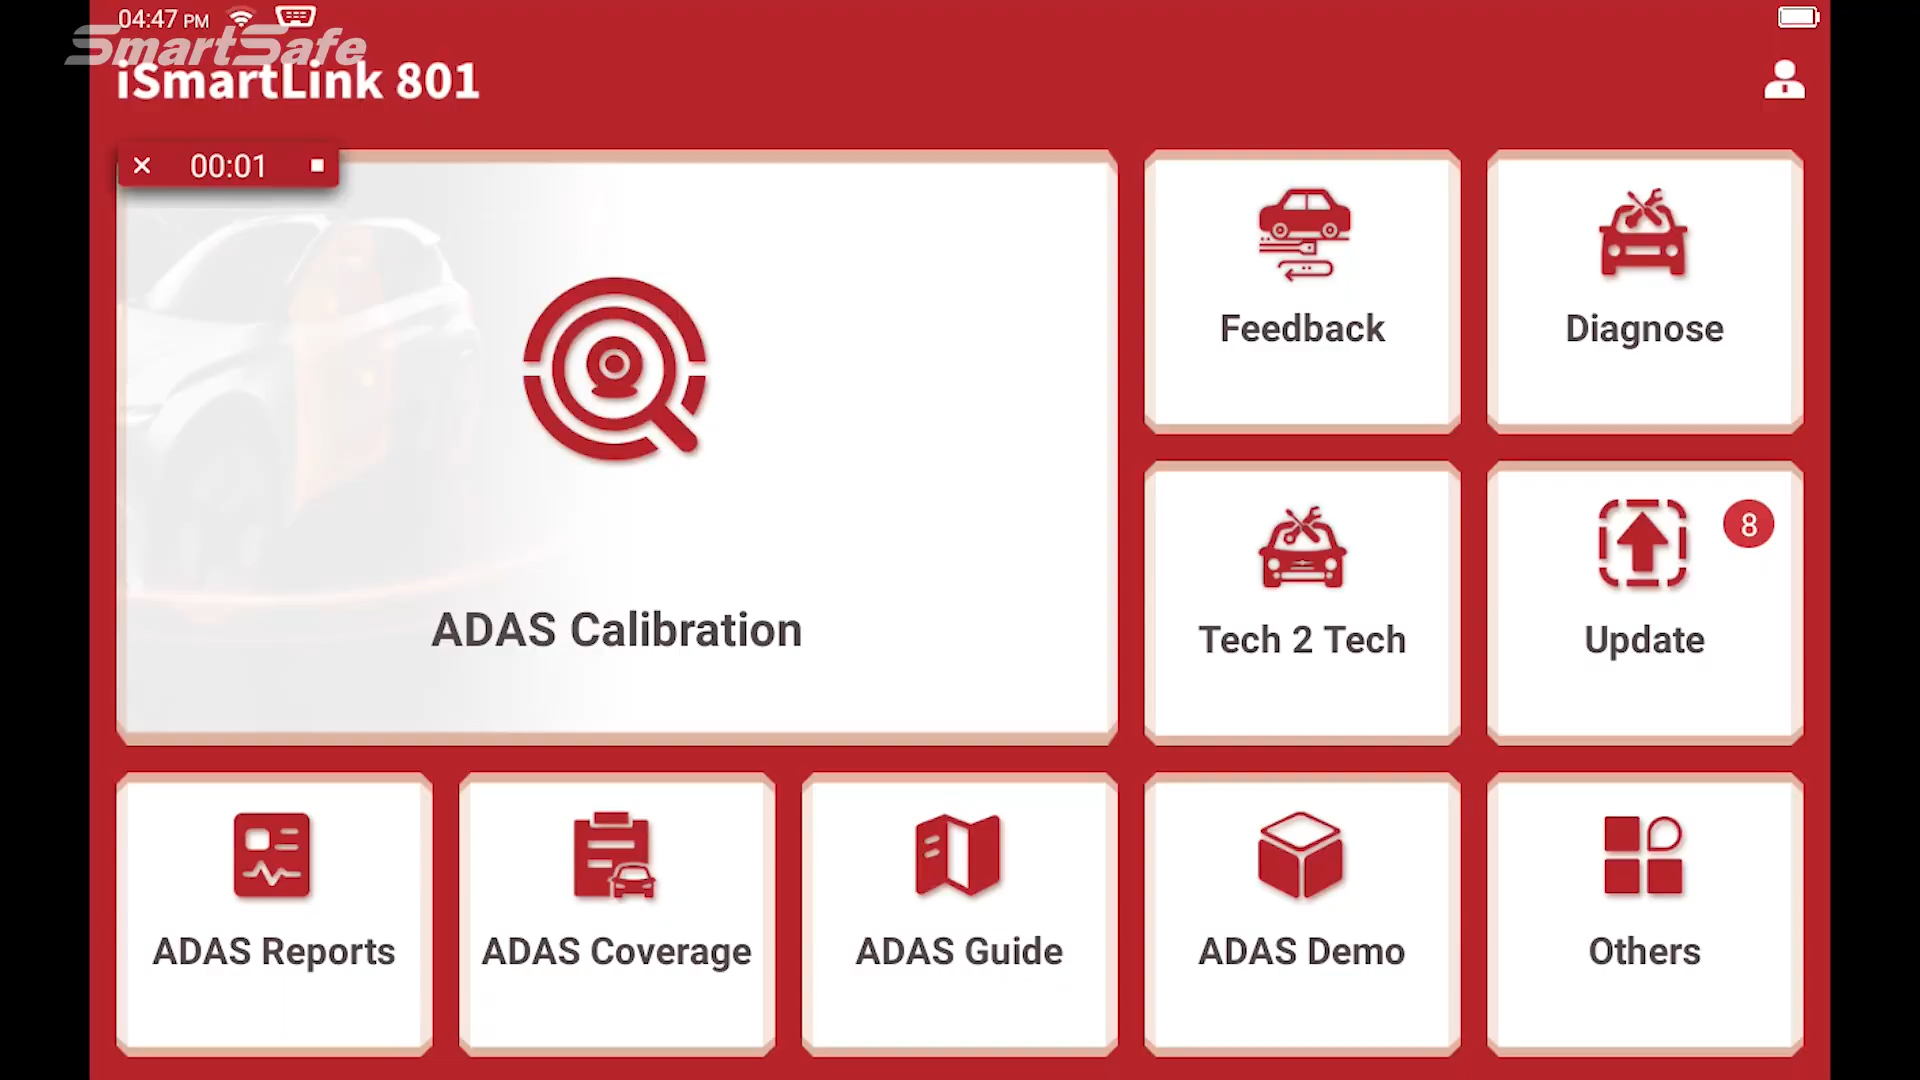 04:47 PM
SmartSafe
iSmartLink 801
00:01
ADAS Calibration
Feedback
Diagnose
Tech 2 Tech
Update
8
ADAS Reports
ADAS Coverage
ADAS Guide
ADAS Demo
Others